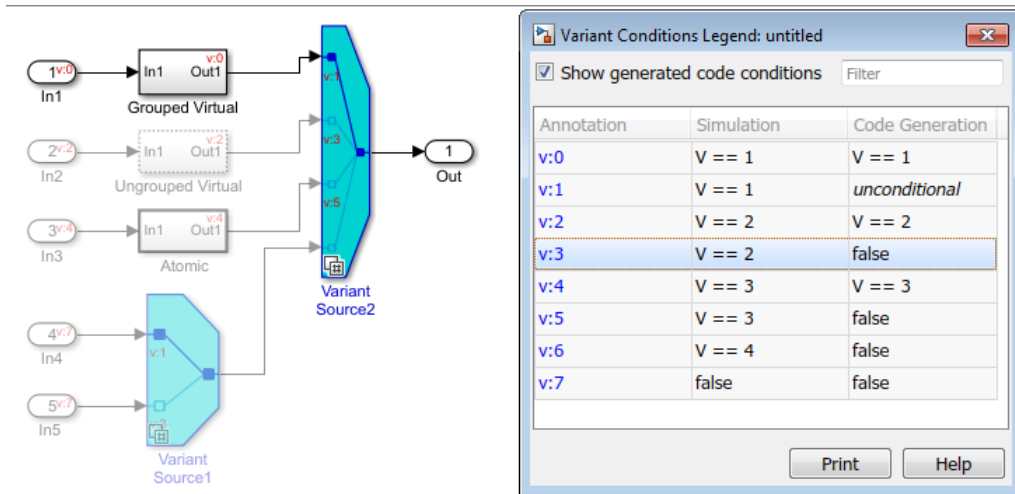 1 v:0
In1
v:0
In1 Out1
Grouped Virtual
2 v:2
In2
v:2
In1 Out1
Ungrouped Virtual
3 v:4
In3
v:4
In1 Out1
Atomic
4 v:7
In4
5 v:7
In5
v:1
Variant
Source1
v:1
v:3
v:5
Variant
Source2
1
Out
Variant Conditions Legend: untitled
Show generated code conditions
Filter
Annotation Simulation Code Generation
v:0 V == 1 V == 1
v:1 V == 1 unconditional
v:2 V == 2 V == 2
v:3 V == 2 false
v:4 V == 3 V == 3
v:5 V == 3 false
v:6 V == 4 false
v:7 false false
Print Help